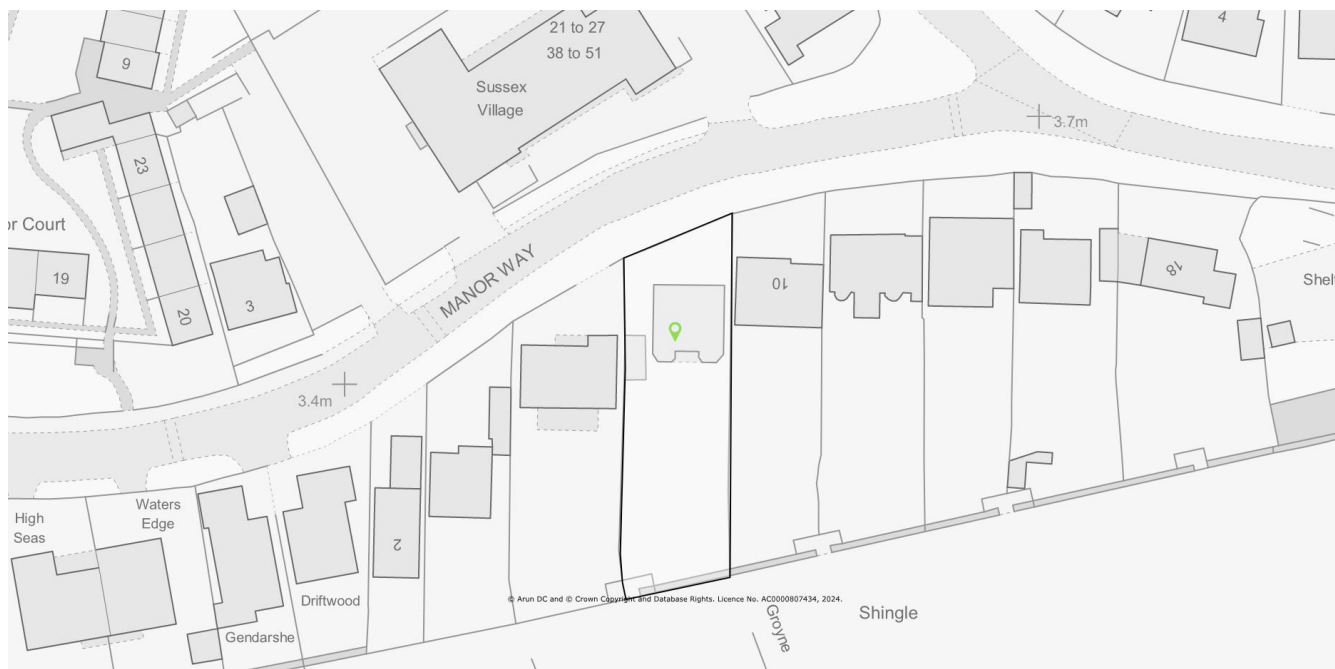 21 to 27
38 to 51
4
9
Sussex
Village
3.7m
23
or Court
19
20
3
MANOR WAY
10
18
Shel
3.4m
High
Seas
Waters
Edge
2
Driftwood
Gendarshe
© Arun DC and © Crown Copyright and Database Rights. Licence No. AC0000807434, 2024.
Groyne
Shingle